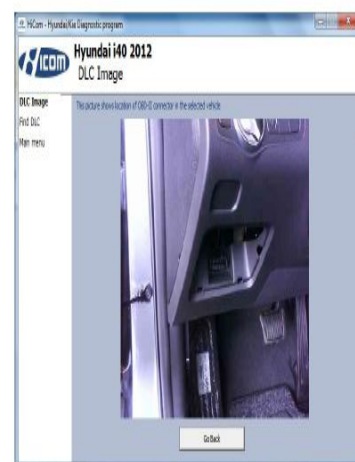 HiCom - Hyundai/Kia Diagnostic program
HICOM
Hyundai i40 2012
DLC Image
DLC Image
Find DLC
Main menu
This picture shows location of OBD-II connector in the selected vehicle
Go Back